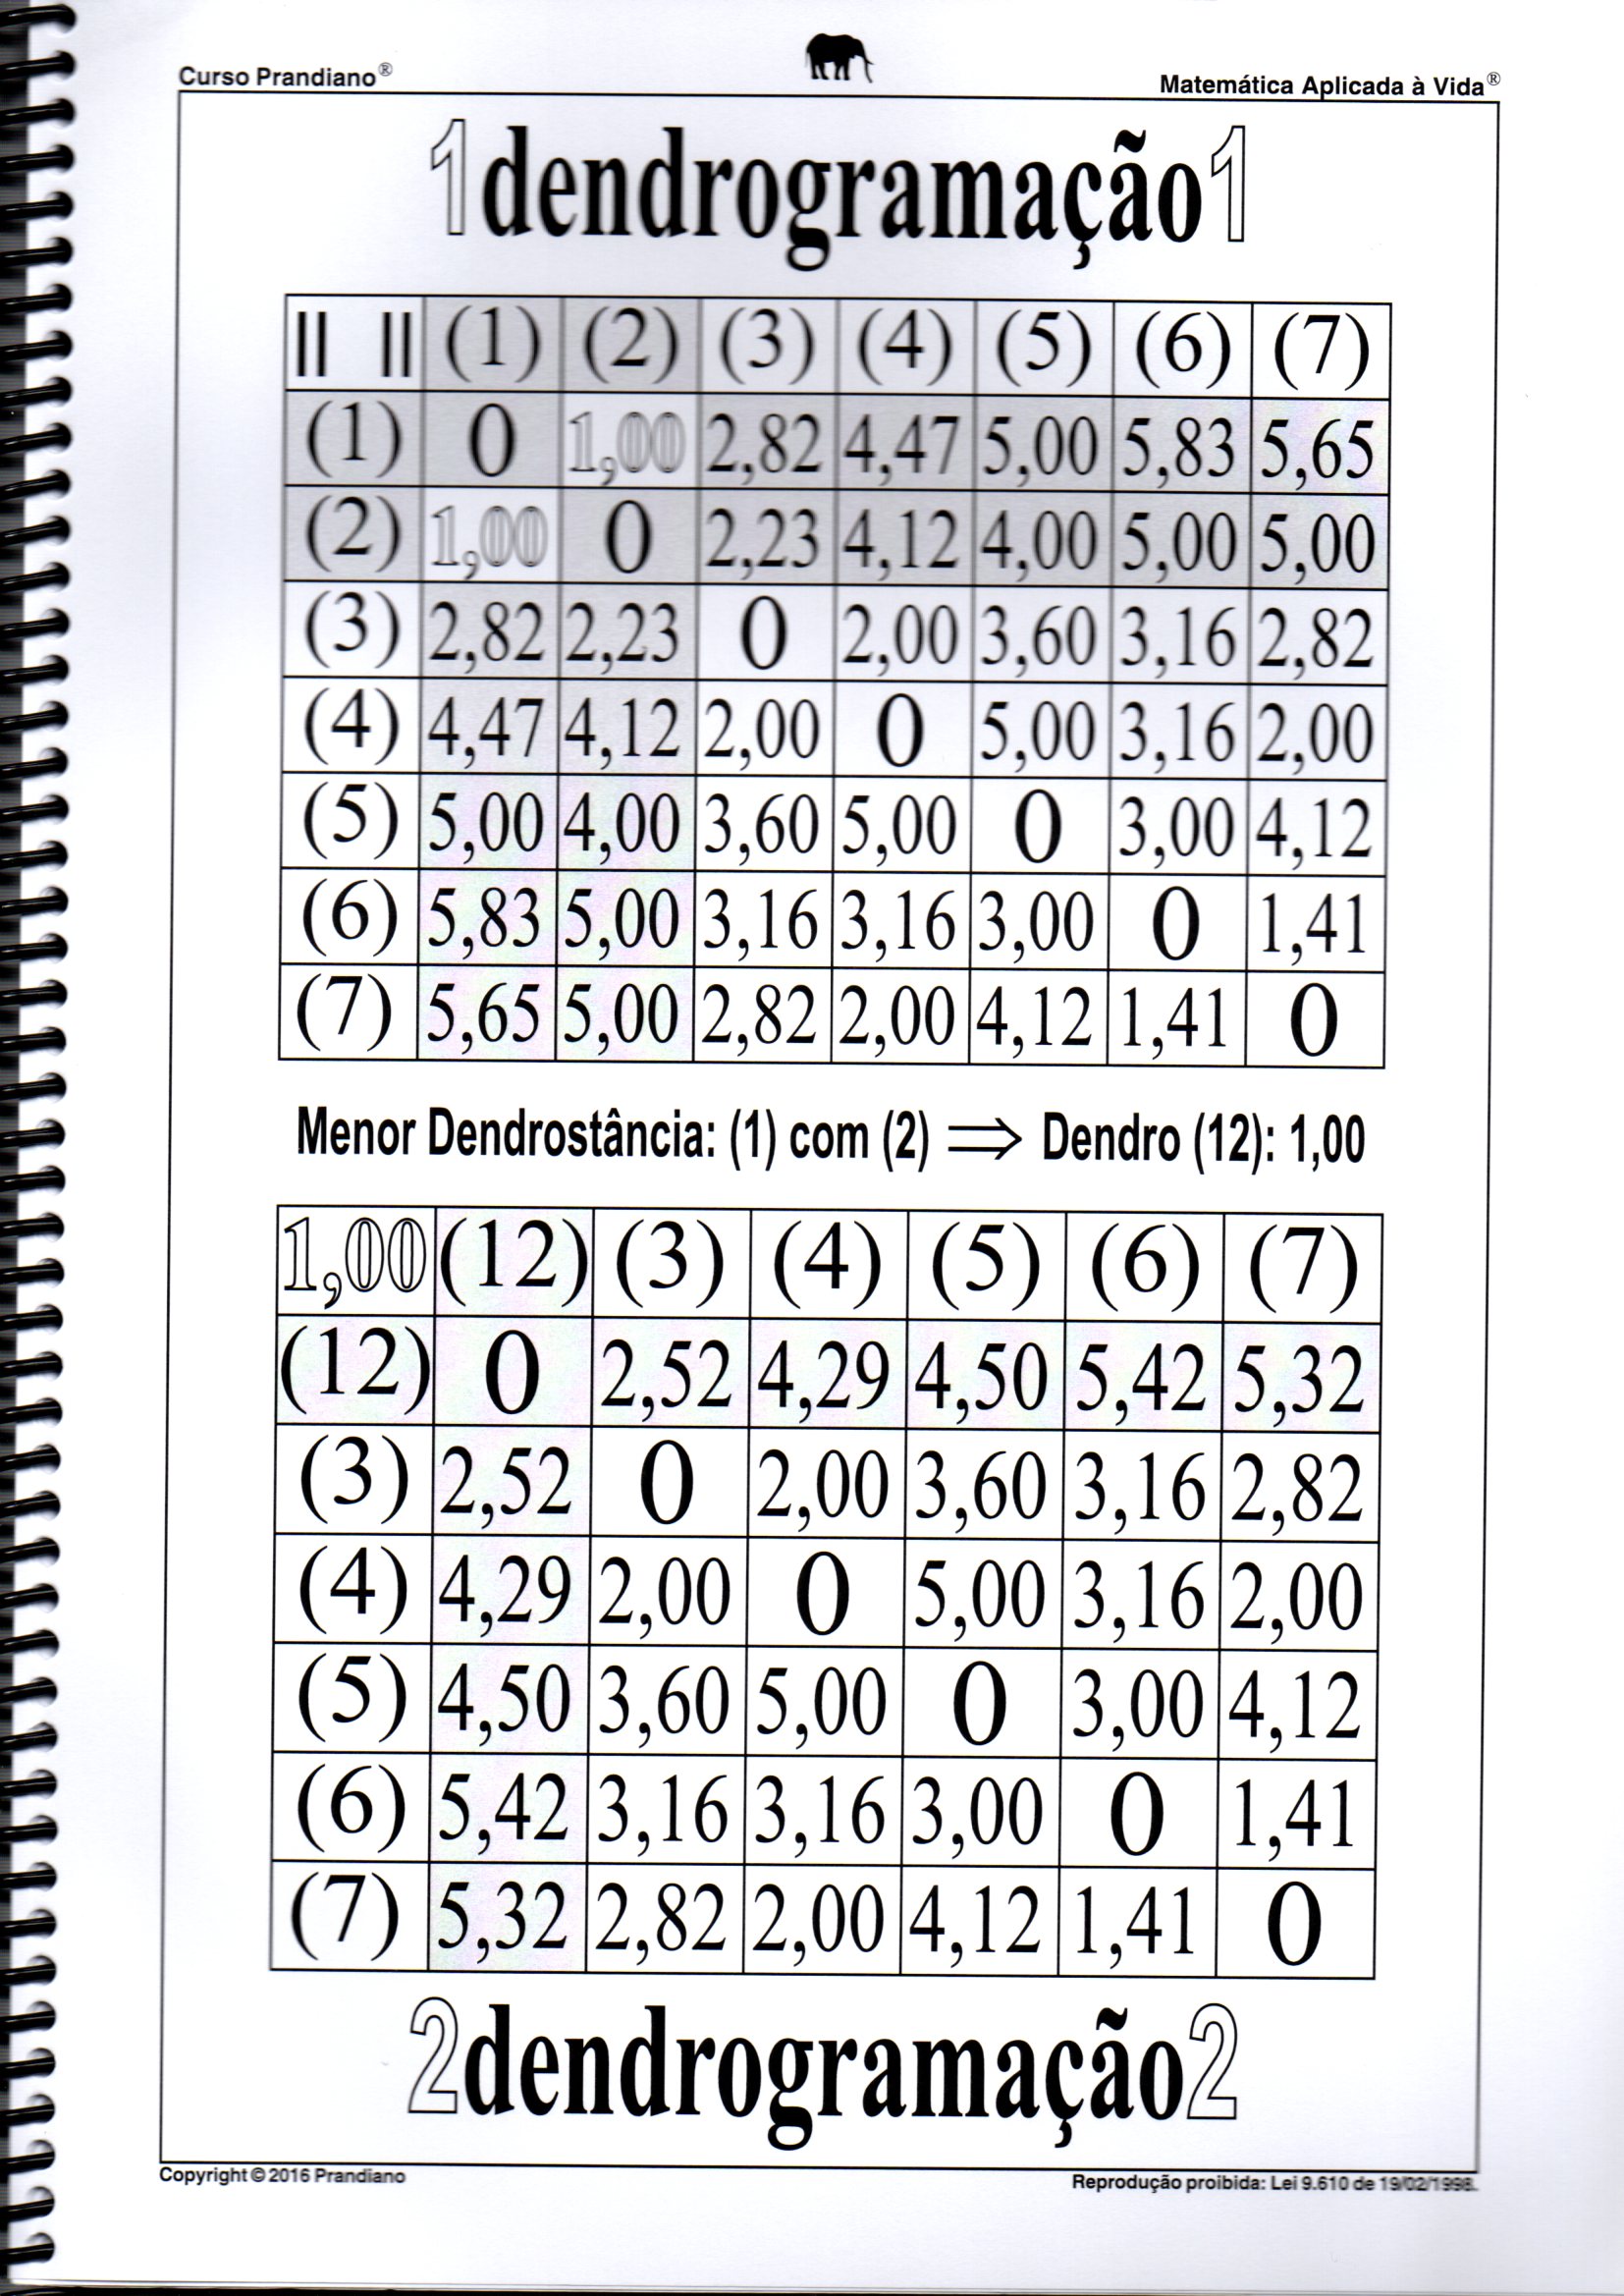 Curso Prandiano®
Matemática Aplicada à Vida®
1dendrogramação1
|| || (1) (2) (3) (4) (5) (6) (7)
(1) 0 1,00 2,82 4,47 5,00 5,83 5,65
(2) 1,00 0 2,23 4,12 4,00 5,00 5,00
(3) 2,82 2,23 0 2,00 3,60 3,16 2,82
(4) 4,47 4,12 2,00 0 5,00 3,16 2,00
(5) 5,00 4,00 3,60 5,00 0 3,00 4,12
(6) 5,83 5,00 3,16 3,16 3,00 0 1,41
(7) 5,65 5,00 2,82 2,00 4,12 1,41 0
Menor Dendrostância: (1) com (2) ⟹ Dendro (12): 1,00
1,00 (12) (3) (4) (5) (6) (7)
(12) 0 2,52 4,29 4,50 5,42 5,32
(3) 2,52 0 2,00 3,60 3,16 2,82
(4) 4,29 2,00 0 5,00 3,16 2,00
(5) 4,50 3,60 5,00 0 3,00 4,12
(6) 5,42 3,16 3,16 3,00 0 1,41
(7) 5,32 2,82 2,00 4,12 1,41 0
2dendrogramação2
Copyright © 2016 Prandiano
Reprodução proibida: Lei 9.610 de 19/02/1998.